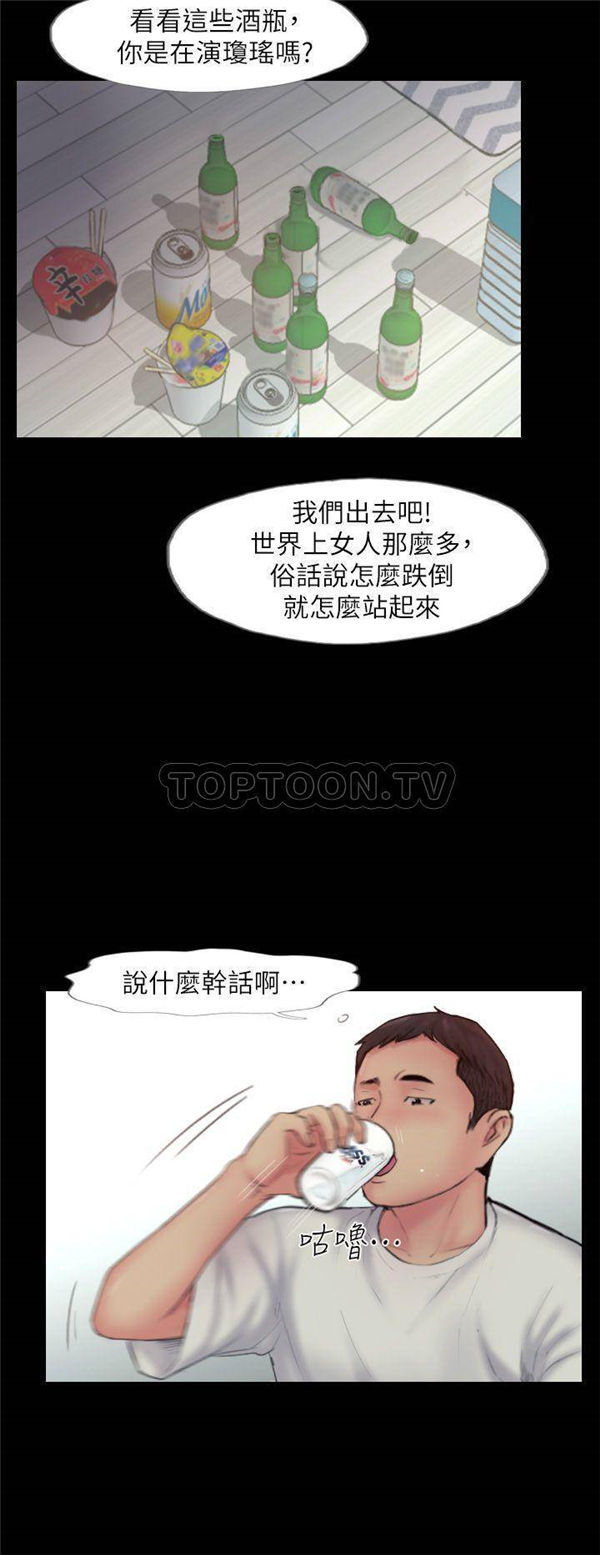 看看這些酒瓶，
你是在演瓊瑤嗎?
辛
我們出去吧!
世界上女人那麼多，
俗話說怎麼跌倒
就怎麼站起來
TOPTOON.TV
說什麼幹話啊…
咕嚕…